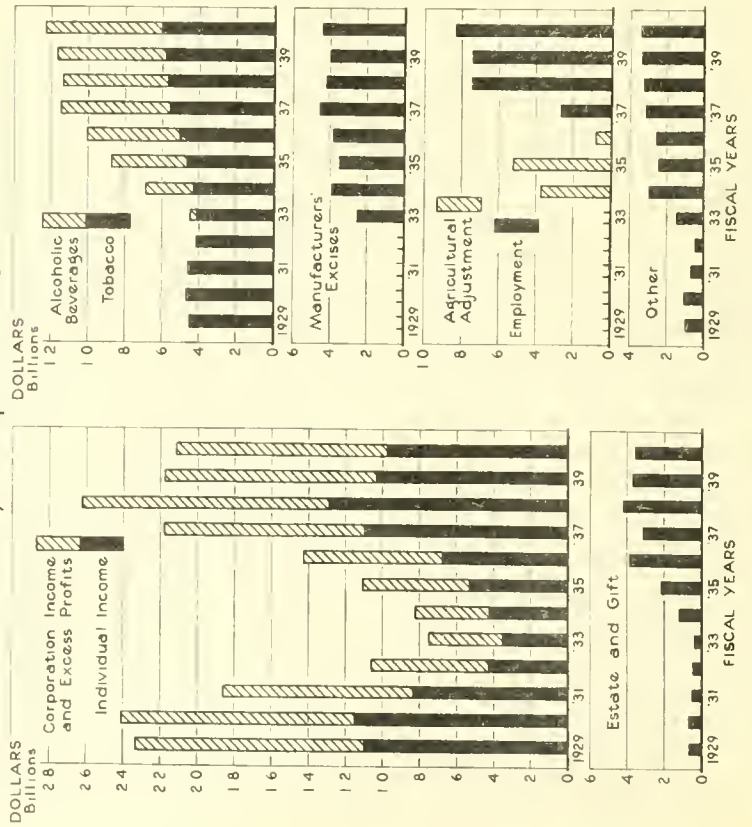 DOLLARS
Billions
2 8
2 6
2 4
2 2
2 0
1 8
1 6
1 4
1 2
1 0
8
6
4
2
0
Corporation Income
and Excess Profits
Individual Income
1929 '31 '33 '35 '37 '39
6
4
2
0
Estate and Gift
1929 '31 '33 '35 '37 '39
FISCAL YEARS
DOLLARS
Billions
1 2
1 0
8
6
4
2
0
Alcoholic
Beverages
Tobacco
1929 '31 '33 '35 '37 '39
6
4
2
0
Manufacturers'
Excises
1929 '31 '33 '35 '37 '39
1 0
8
6
4
2
0
Agricultural
Adjustment
Employment
1929 '31 '33 '35 '37 '39
4
2
0
Other
1929 '31 '33 '35 '37 '39
FISCAL YEARS